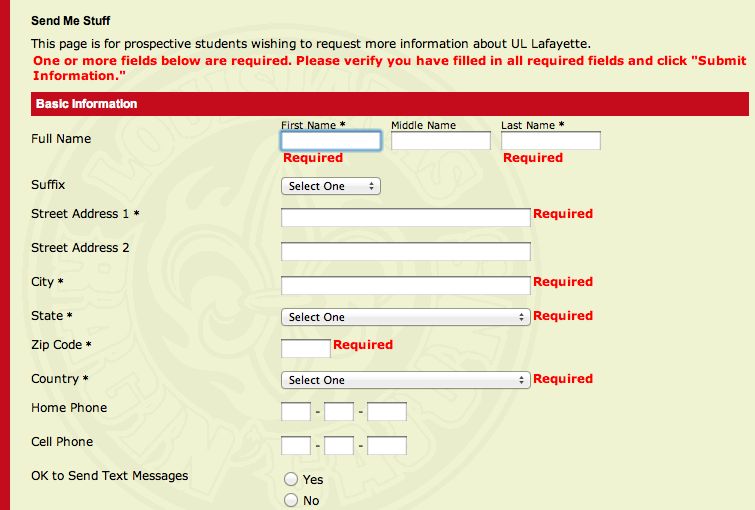 Send Me Stuff
This page is for prospective students wishing to request more information about UL Lafayette.
One or more fields below are required. Please verify you have filled in all required fields and click "Submit
Information."
Basic Information
First Name * Middle Name Last Name *
Full Name
Required Required
Suffix Select One
Street Address 1 * Required
Street Address 2
City * Required
State * Select One Required
Zip Code * Required
Country * Select One Required
Home Phone - -
Cell Phone - -
OK to Send Text Messages Yes
No